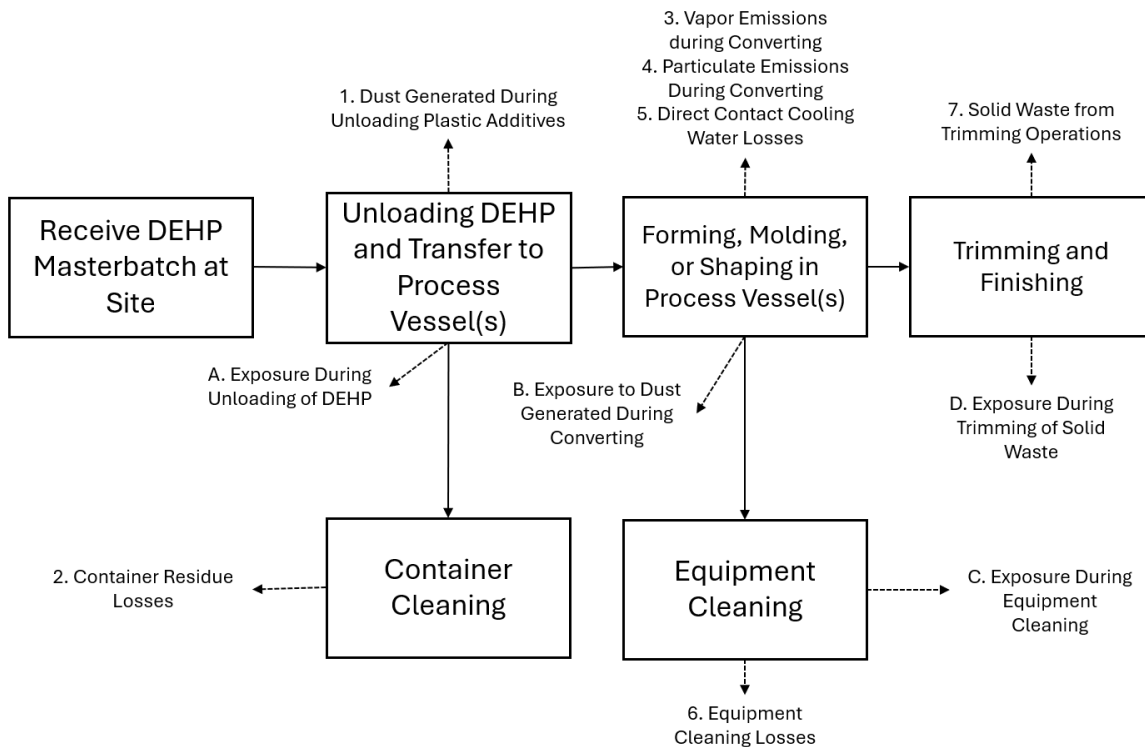 3. Vapor Emissions
during Converting
4. Particulate Emissions
During Converting
5. Direct Contact Cooling
Water Losses
1. Dust Generated During
Unloading Plastic Additives
7. Solid Waste from
Trimming Operations
Receive DEHP
Masterbatch at
Site
Unloading DEHP
and Transfer to
Process
Vessel(s)
Forming, Molding,
or Shaping in
Process Vessel(s)
Trimming and
Finishing
A. Exposure During
Unloading of DEHP
B. Exposure to Dust
Generated During
Converting
D. Exposure During
Trimming of Solid
Waste
2. Container Residue
Losses
Container
Cleaning
Equipment
Cleaning
C. Exposure During
Equipment
Cleaning
6. Equipment
Cleaning Losses